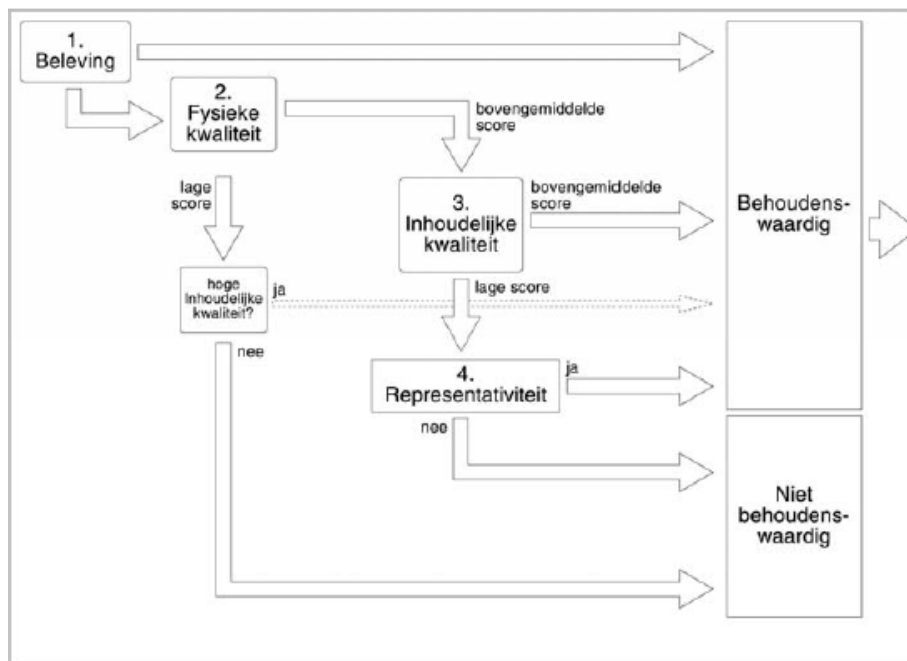 1.
Beleving
2.
Fysieke
kwaliteit
bovengemiddelde
score
lage
score
3.
Inhoudelijke
kwaliteit
bovengemiddelde
score
Behoudens-
waardig
hoge
Inhoudelijke
kwaliteit?
ja
nee
lage score
4.
Representativiteit
ja
nee
Niet
behoudens-
waardig